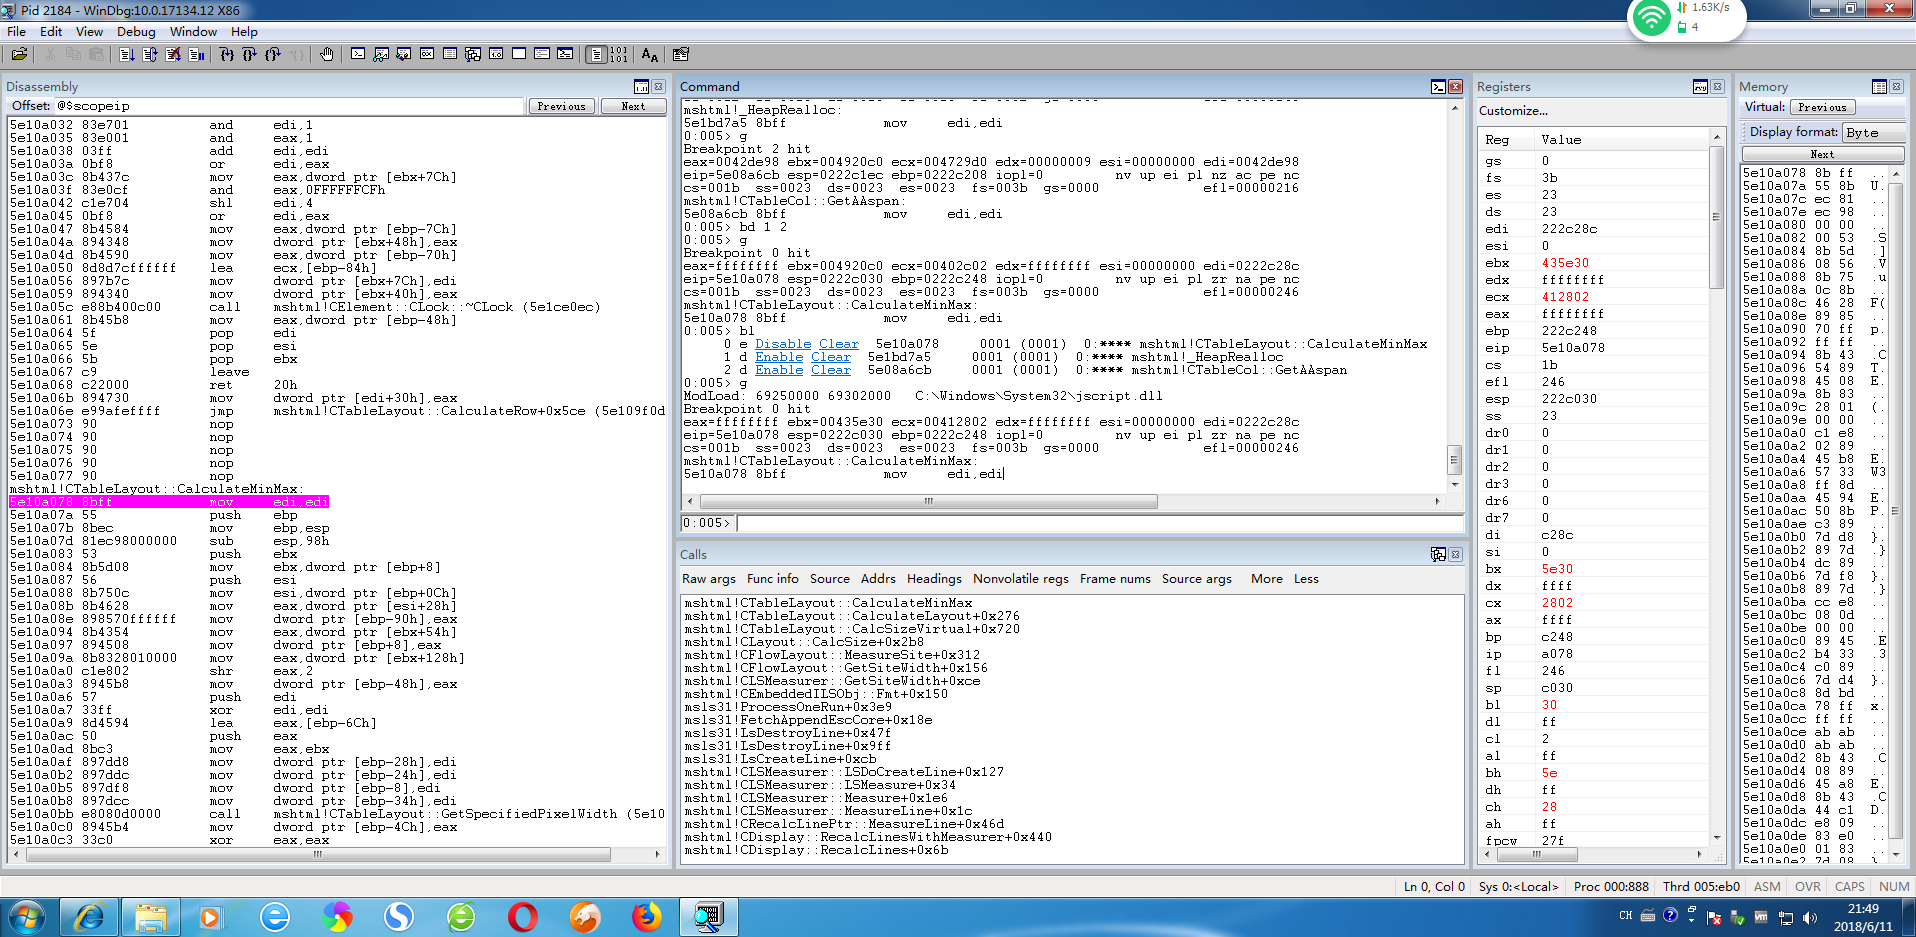 Pid 2184 - WinDbg:10.0.17134.12 X86
1.63K/s
4
File Edit View Debug Window Help
Disassembly
Offset: @$scopeip Previous Next
5e10a032 83e701 and edi,1
5e10a035 83e001 and eax,1
5e10a038 03ff add edi,edi
5e10a03a 0bf8 or edi,eax
5e10a03c 8b437c mov eax,dword ptr [ebx+7Ch]
5e10a03f 83e0cf and eax,0FFFFFFCFh
5e10a042 c1e704 shl edi,4
5e10a045 0bf8 or edi,eax
5e10a047 8b4584 mov eax,dword ptr [ebp-7Ch]
5e10a04a 894348 mov dword ptr [ebx+48h],eax
5e10a04d 8b4590 mov eax,dword ptr [ebp-70h]
5e10a050 8d8d7cffffff lea ecx,[ebp-84h]
5e10a056 897b7c mov dword ptr [ebx+7Ch],edi
5e10a059 894340 mov dword ptr [ebx+40h],eax
5e10a05c e88b400c00 call mshtml!CElement::CLock::~CLock (5e1ce0ec)
5e10a061 8b45b8 mov eax,dword ptr [ebp-48h]
5e10a064 5f pop edi
5e10a065 5e pop esi
5e10a066 5b pop ebx
5e10a067 c9 leave
5e10a068 c22000 ret 20h
5e10a06b 894730 mov dword ptr [edi+30h],eax
5e10a06e e99afeffff jmp mshtml!CTableLayout::CalculateRow+0x5ce (5e109f0d
5e10a073 90 nop
5e10a074 90 nop
5e10a075 90 nop
5e10a076 90 nop
5e10a077 90 nop
mshtml!CTableLayout::CalculateMinMax:
5e10a078 8bff mov edi,edi
5e10a07a 55 push ebp
5e10a07b 8bec mov ebp,esp
5e10a07d 81ec98000000 sub esp,98h
5e10a083 53 push ebx
5e10a084 8b5d08 mov ebx,dword ptr [ebp+8]
5e10a087 56 push esi
5e10a088 8b750c mov esi,dword ptr [ebp+0Ch]
5e10a08b 8b4628 mov eax,dword ptr [esi+28h]
5e10a08e 898570ffffff mov dword ptr [ebp-90h],eax
5e10a094 8b4354 mov eax,dword ptr [ebx+54h]
5e10a097 894508 mov dword ptr [ebp+8],eax
5e10a09a 8b8328010000 mov eax,dword ptr [ebx+128h]
5e10a0a0 c1e802 shr eax,2
5e10a0a3 8945b8 mov dword ptr [ebp-48h],eax
5e10a0a6 57 push edi
5e10a0a7 33ff xor edi,edi
5e10a0a9 8d4594 lea eax,[ebp-6Ch]
5e10a0ac 50 push eax
5e10a0ad 8bc3 mov eax,ebx
5e10a0af 897dd8 mov dword ptr [ebp-28h],edi
5e10a0b2 897ddc mov dword ptr [ebp-24h],edi
5e10a0b5 897df8 mov dword ptr [ebp-8],edi
5e10a0b8 897dcc mov dword ptr [ebp-34h],edi
5e10a0bb e8080d0000 call mshtml!CTableLayout::GetSpecifiedPixelWidth (5e10
5e10a0c0 8945b4 mov dword ptr [ebp-4Ch],eax
5e10a0c3 33c0 xor eax,eax
Command
mshtml!_HeapRealloc:
5e1bd7a5 8bff mov edi,edi
0:005> g
Breakpoint 2 hit
eax=0042de98 ebx=004920c0 ecx=004729d0 edx=00000009 esi=00000000 edi=0042de98
eip=5e08a6cb esp=0222c1ec ebp=0222c208 iopl=0 nv up ei pl nz ac pe nc
cs=001b ss=0023 ds=0023 es=0023 fs=003b gs=0000 efl=00000216
mshtml!CTableCol::GetAAspan:
5e08a6cb 8bff mov edi,edi
0:005> bd 1 2
0:005> g
Breakpoint 0 hit
eax=ffffffff ebx=004920c0 ecx=00402c02 edx=ffffffff esi=00000000 edi=0222c28c
eip=5e10a078 esp=0222c030 ebp=0222c248 iopl=0 nv up ei pl zr na pe nc
cs=001b ss=0023 ds=0023 es=0023 fs=003b gs=0000 efl=00000246
mshtml!CTableLayout::CalculateMinMax:
5e10a078 8bff mov edi,edi
0:005> bl
0 e Disable Clear 5e10a078 0001 (0001) 0:**** mshtml!CTableLayout::CalculateMinMax
1 d Enable Clear 5e1bd7a5 0001 (0001) 0:**** mshtml!_HeapRealloc
2 d Enable Clear 5e08a6cb 0001 (0001) 0:**** mshtml!CTableCol::GetAAspan
0:005> g
ModLoad: 69250000 69302000 C:\Windows\System32\jscript.dll
Breakpoint 0 hit
eax=ffffffff ebx=00435e30 ecx=00412802 edx=ffffffff esi=00000000 edi=0222c28c
eip=5e10a078 esp=0222c030 ebp=0222c248 iopl=0 nv up ei pl zr na pe nc
cs=001b ss=0023 ds=0023 es=0023 fs=003b gs=0000 efl=00000246
mshtml!CTableLayout::CalculateMinMax:
5e10a078 8bff mov edi,edi
0:005>
Calls
Raw args Func info Source Addrs Headings Nonvolatile regs Frame nums Source args More Less
mshtml!CTableLayout::CalculateMinMax
mshtml!CTableLayout::CalculateLayout+0x276
mshtml!CTableLayout::CalcSizeVirtual+0x720
mshtml!CLayout::CalcSize+0x2b8
mshtml!CFlowLayout::MeasureSite+0x312
mshtml!CFlowLayout::GetSiteWidth+0x156
mshtml!CLSMeasurer::GetSiteWidth+0xce
mshtml!CEmbeddedILSObj::Fmt+0x150
msls31!ProcessOneRun+0x3e9
msls31!FetchAppendEscCore+0x18e
msls31!LsDestroyLine+0x47f
msls31!LsDestroyLine+0x9ff
msls31!LsCreateLine+0xcb
mshtml!CLSMeasurer::LSDoCreateLine+0x127
mshtml!CLSMeasurer::LSMeasure+0x34
mshtml!CLSMeasurer::Measure+0x1e6
mshtml!CLSMeasurer::MeasureLine+0x1c
mshtml!CRecalcLinePtr::MeasureLine+0x46d
mshtml!CDisplay::RecalcLinesWithMeasurer+0x440
mshtml!CDisplay::RecalcLines+0x6b
Registers
Customize...
Reg Value
gs 0
fs 3b
es 23
ds 23
edi 222c28c
esi 0
ebx 435e30
edx ffffffff
ecx 412802
eax ffffffff
ebp 222c248
eip 5e10a078
cs 1b
efl 246
esp 222c030
ss 23
dr0 0
dr1 0
dr2 0
dr3 0
dr6 0
dr7 0
di c28c
si 0
bx 5e30
dx ffff
cx 2802
ax ffff
bp c248
ip a078
fl 246
sp c030
bl 30
dl ff
cl 2
al ff
bh 5e
dh ff
ch 28
ah ff
fpcw 27f
Memory
Virtual: Previous
Display format: Byte
Next
5e10a078 8b ff ..
5e10a07a 55 8b U.
5e10a07c ec 81 ..
5e10a07e ec 98 ..
5e10a080 00 00 ..
5e10a082 00 53 .S
5e10a084 8b 5d .]
5e10a086 08 56 .V
5e10a088 8b 75 .u
5e10a08a 0c 8b ..
5e10a08c 46 28 F(
5e10a08e 89 85 ..
5e10a090 70 ff p.
5e10a092 ff ff ..
5e10a094 8b 43 .C
5e10a096 54 89 T.
5e10a098 45 08 E.
5e10a09a 8b 83 ..
5e10a09c 28 01 (.
5e10a09e 00 00 ..
5e10a0a0 c1 e8 ..
5e10a0a2 02 89 ..
5e10a0a4 45 b8 E.
5e10a0a6 57 33 W3
5e10a0a8 ff 8d ..
5e10a0aa 45 94 E.
5e10a0ac 50 8b P.
5e10a0ae c3 89 ..
5e10a0b0 7d d8 }.
5e10a0b2 89 7d .}
5e10a0b4 dc 89 ..
5e10a0b6 7d f8 }.
5e10a0b8 89 7d .}
5e10a0ba cc e8 ..
5e10a0bc 08 0d ..
5e10a0be 00 00 ..
5e10a0c0 89 45 .E
5e10a0c2 b4 33 .3
5e10a0c4 c0 89 ..
5e10a0c6 7d d4 }.
5e10a0c8 8d bd ..
5e10a0ca 78 ff x.
5e10a0cc ff ff ..
5e10a0ce ab ab ..
5e10a0d0 ab ab ..
5e10a0d2 8b 43 .C
5e10a0d4 08 89 ..
5e10a0d6 45 a8 E.
5e10a0d8 8b 43 .C
5e10a0da 44 c1 D.
5e10a0dc e8 09 ..
5e10a0de 83 e0 ..
5e10a0e0 01 83 ..
5e10a0e2 7d 08 }.
Ln 0, Col 0 Sys 0:<Local> Proc 000:888 Thrd 005:eb0 ASM OVR CAPS NUM
CH
21:49
2018/6/11